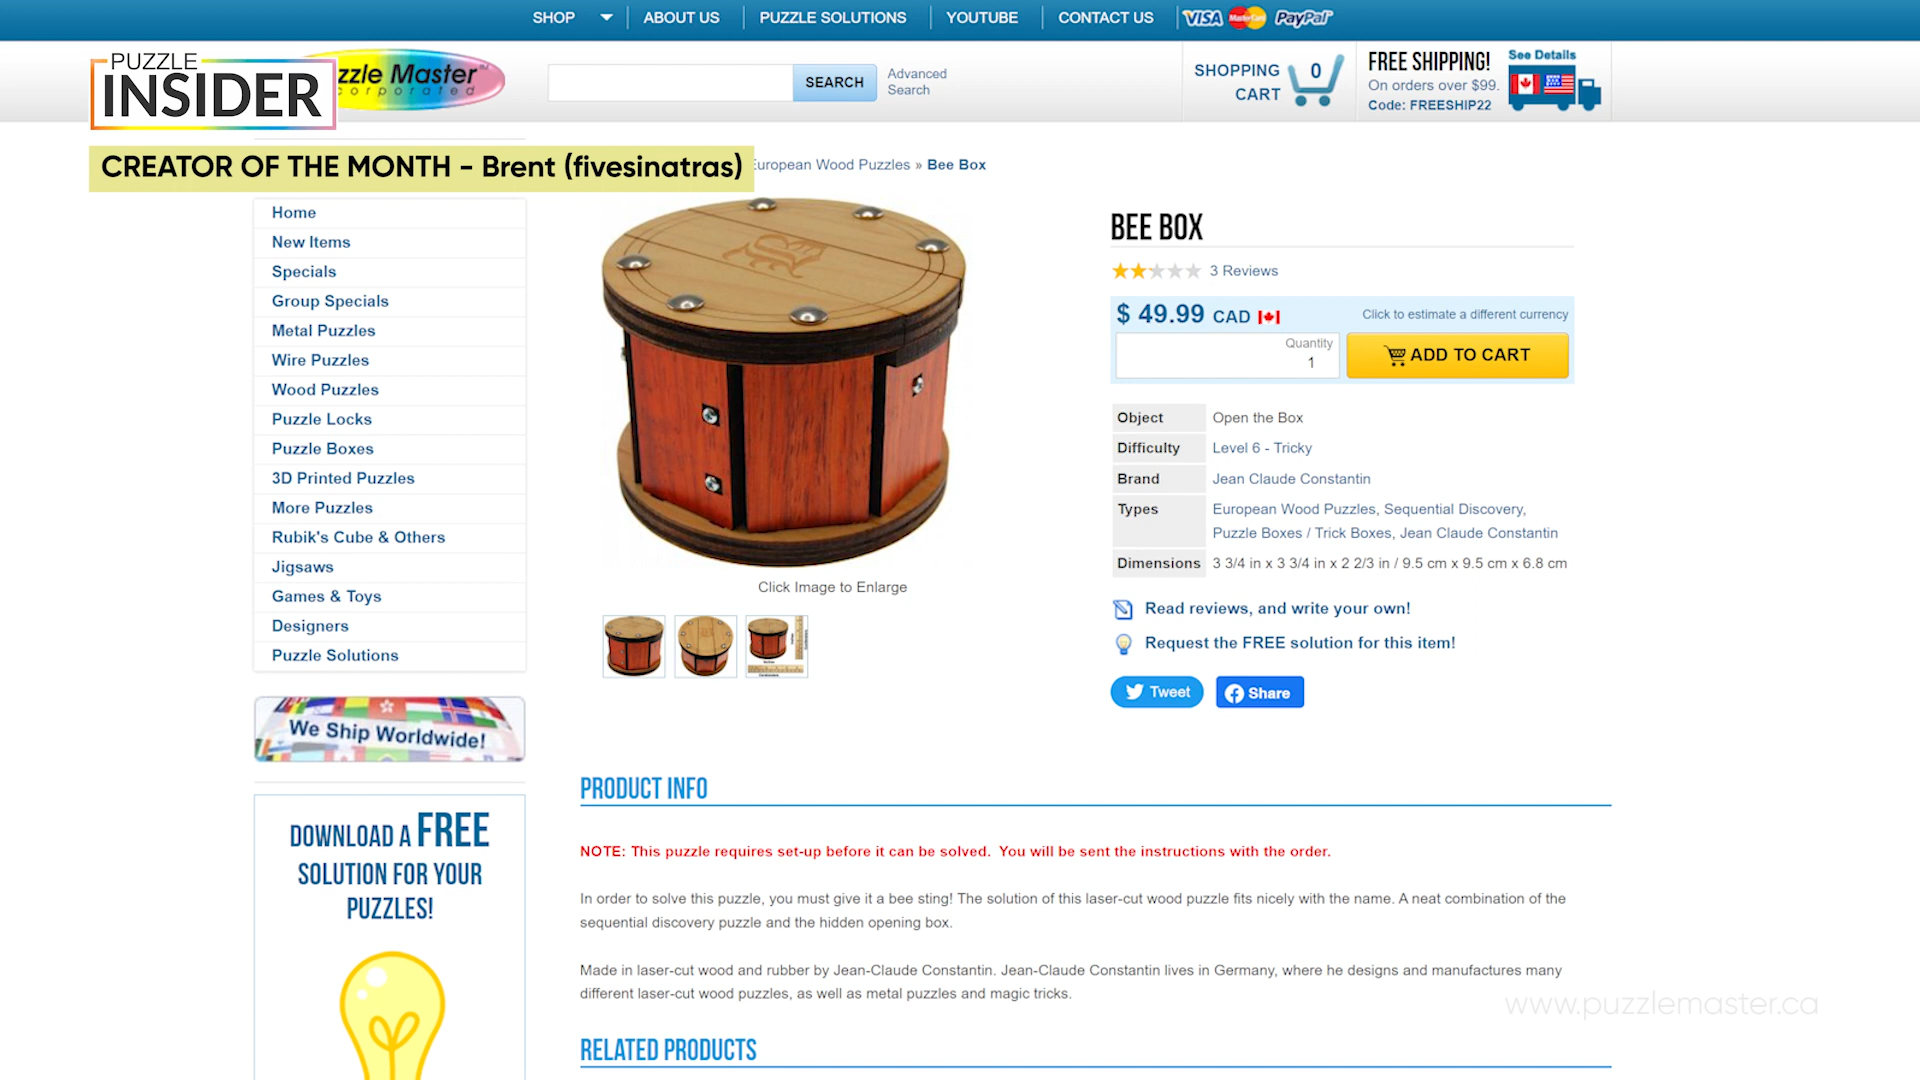 SHOP
ABOUT US
PUZZLE SOLUTIONS
YOUTUBE
CONTACT US
VISA MasterCard PayPal
PUZZLE
INSIDER
zzle Master
corporated
SEARCH
Advanced
Search
SHOPPING
CART
0
FREE SHIPPING!
On orders over $99.
Code: FREESHIP22
See Details
CREATOR OF THE MONTH - Brent (fivesinatras)
European Wood Puzzles » Bee Box
Home
New Items
Specials
Group Specials
Metal Puzzles
Wire Puzzles
Wood Puzzles
Puzzle Locks
Puzzle Boxes
3D Printed Puzzles
More Puzzles
Rubik's Cube & Others
Jigsaws
Games & Toys
Designers
Puzzle Solutions
We Ship Worldwide!
DOWNLOAD A FREE
SOLUTION FOR YOUR
PUZZLES!
Click Image to Enlarge
BEE BOX
3 Reviews
$ 49.99 CAD
Click to estimate a different currency
Quantity
1
ADD TO CART
Object Open the Box
Difficulty Level 6 - Tricky
Brand Jean Claude Constantin
Types European Wood Puzzles, Sequential Discovery,
Puzzle Boxes / Trick Boxes, Jean Claude Constantin
Dimensions 3 3/4 in x 3 3/4 in x 2 2/3 in / 9.5 cm x 9.5 cm x 6.8 cm
Read reviews, and write your own!
Request the FREE solution for this item!
Tweet
Share
PRODUCT INFO
NOTE: This puzzle requires set-up before it can be solved. You will be sent the instructions with the order.
In order to solve this puzzle, you must give it a bee sting! The solution of this laser-cut wood puzzle fits nicely with the name. A neat combination of the
sequential discovery puzzle and the hidden opening box.
Made in laser-cut wood and rubber by Jean-Claude Constantin. Jean-Claude Constantin lives in Germany, where he designs and manufactures many
different laser-cut wood puzzles, as well as metal puzzles and magic tricks.
www.puzzlemaster.ca
RELATED PRODUCTS